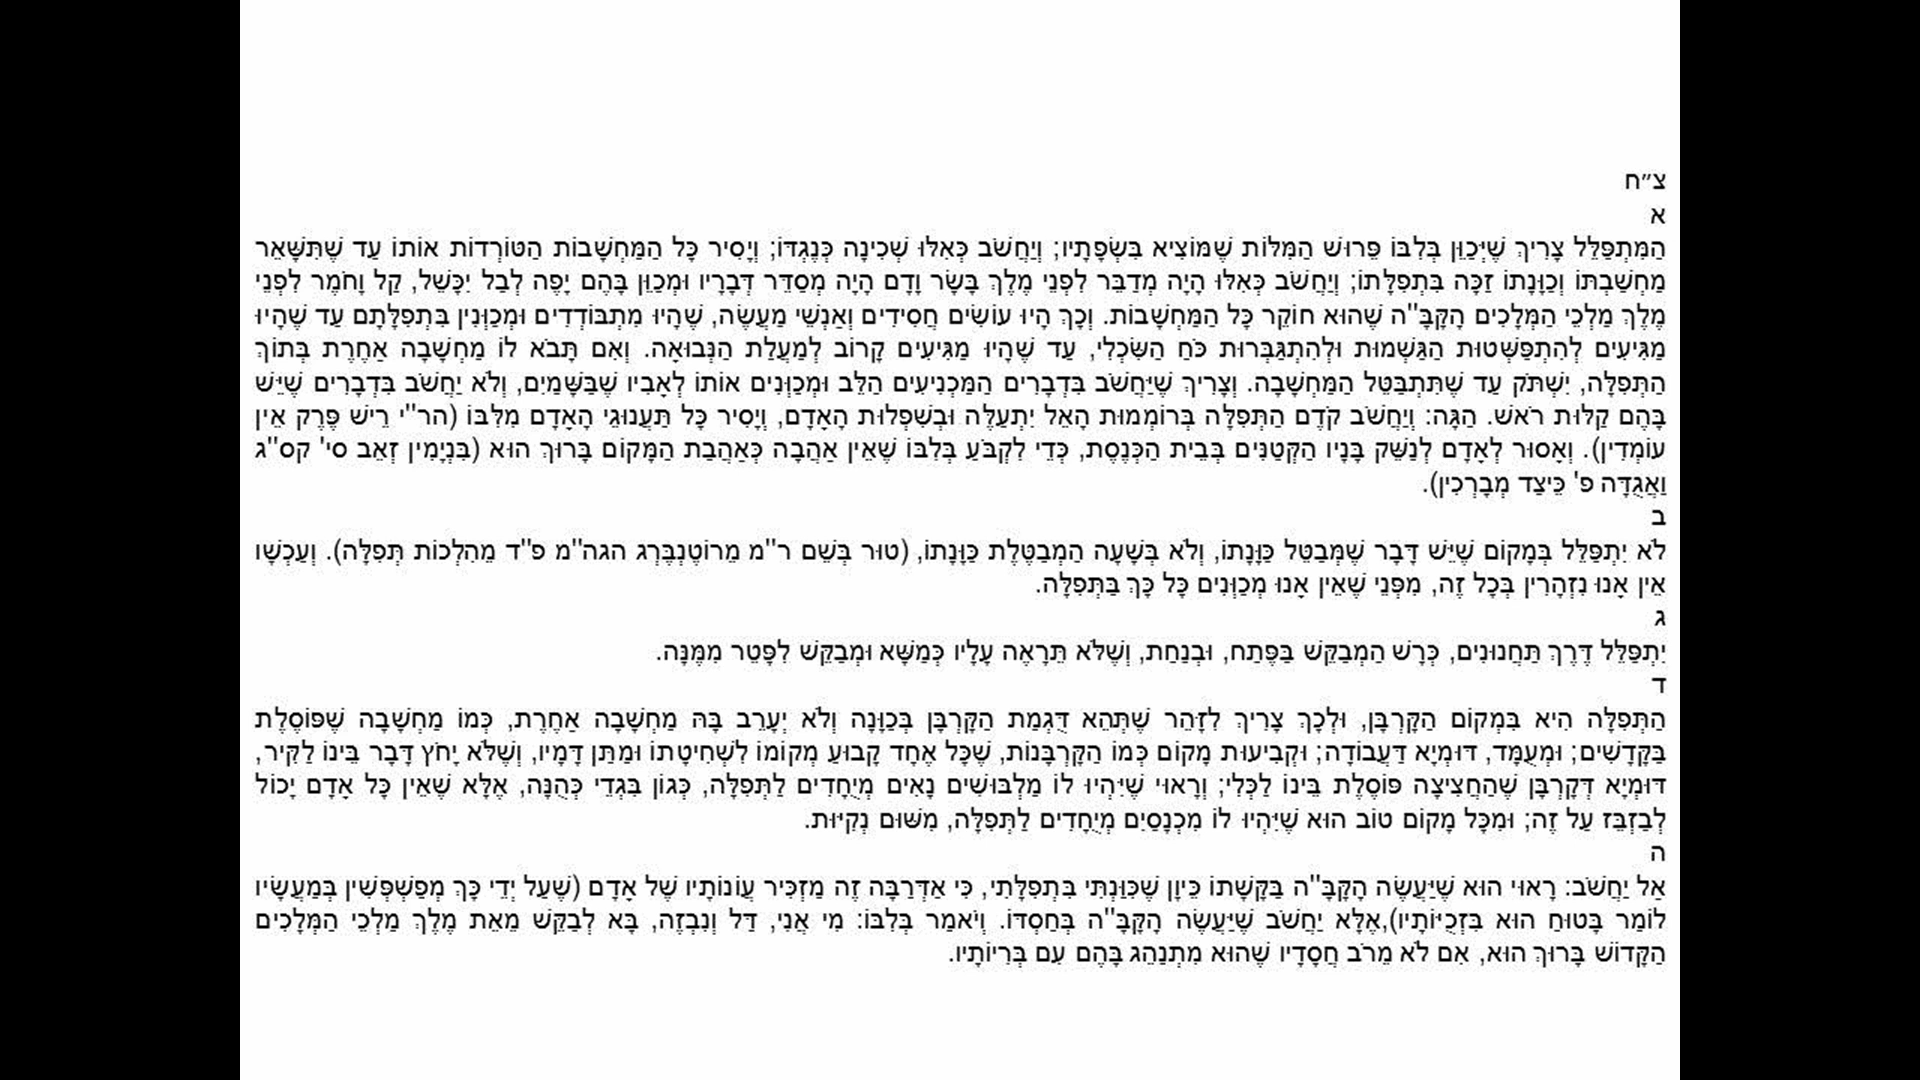 צ״ח
א
הַמִּתְפַּלֵּל צָרִיךְ שֶׁיְּכַוֵּן בְּלִבּוֹ פֵּרוּשׁ הַמִּלּוֹת שֶׁמּוֹצִיא בִּשְׂפָתָיו; וְיַחֲשֹׁב כְּאִלּוּ שְׁכִינָה כְּנֶגְדּוֹ; וְיָסִיר כָּל הַמַּחֲשָׁבוֹת הַטּוֹרְדוֹת אוֹתוֹ עַד שֶׁתִּשָּׁאֵר
מַחֲשַׁבְתּוֹ וְכַוָּנָתוֹ זַכָּה בִּתְפִלָּתוֹ; וְיַחֲשֹׁב כְּאִלּוּ הָיָה מְדַבֵּר לִפְנֵי מֶלֶךְ בָּשָׂר וָדָם הָיָה מְסַדֵּר דְּבָרָיו וּמְכַוֵּן בָּהֶם יָפֶה לְבַל יִכָּשֵׁל, קַל וָחֹמֶר לִפְנֵי
מֶלֶךְ מַלְכֵי הַמְּלָכִים הַקָּבָּ''ה שֶׁהוּא חוֹקֵר כָּל הַמַּחֲשָׁבוֹת. וְכָךְ הָיוּ עוֹשִׂים חֲסִידִים וְאַנְשֵׁי מַעֲשֶׂה, שֶׁהָיוּ מִתְבּוֹדְדִים וּמְכַוְּנִין בִּתְפִלָּתָם עַד שֶׁהָיוּ
מַגִּיעִים לְהִתְפַּשְּׁטוּת הַגַּשְׁמוּת וּלְהִתְגַּבְּרוּת כֹּחַ הַשִּׂכְלִי, עַד שֶׁהָיוּ מַגִּיעִים קָרוֹב לְמַעֲלַת הַנְּבוּאָה. וְאִם תָּבֹא לוֹ מַחֲשָׁבָה אַחֶרֶת בְּתוֹךְ
הַתְּפִלָּה, יִשְׁתֹּק עַד שֶׁתִּתְבַּטֵּל הַמַּחֲשָׁבָה. וְצָרִיךְ שֶׁיַּחֲשֹׁב בִּדְבָרִים הַמַּכְנִיעִים הַלֵּב וּמְכַוְּנִים אוֹתוֹ לְאָבִיו שֶׁבַּשָּׁמַיִם, וְלֹא יַחֲשֹׁב בִּדְבָרִים שֶׁיֵּשׁ
בָּהֶם קַלּוּת רֹאשׁ. הַגָּה: וְיַחֲשֹׁב קֹדֶם הַתְּפִלָּה בְּרוֹמְמוּת הָאֵל יִתְעַלֶּה וּבְשִׁפְלוּת הָאָדָם, וְיָסִיר כָּל תַּעֲנוּגֵי הָאָדָם מִלִּבּוֹ (הר''י רֵישׁ פֶּרֶק אֵין
עוֹמְדִין). וְאָסוּר לְאָדָם לְנַשֵּׁק בָּנָיו הַקְּטַנִּים בְּבֵית הַכְּנֶסֶת, כְּדֵי לִקְבֹּעַ בְּלִבּוֹ שֶׁאֵין אַהֲבָה כְּאַהֲבַת הַמָּקוֹם בָּרוּךְ הוּא (בִּנְיָמִין זְאֵב סי' קס''ג
וַאֲגֻדָּה פ' כֵּיצַד מְבָרְכִין).
ב
לֹא יִתְפַּלֵּל בְּמָקוֹם שֶׁיֵּשׁ דָּבָר שֶׁמְּבַטֵּל כַּוָּנָתוֹ, וְלֹא בְּשָׁעָה הַמְבַטֶּלֶת כַּוָּנָתוֹ, (טוּר בְּשֵׁם ר''מ מֵרוֹטֶנְבֶּרְג הגה''מ פ''ד מֵהִלְכוֹת תְּפִלָּה). וְעַכְשָׁו
אֵין אָנוּ נִזְהָרִין בְּכָל זֶה, מִפְּנֵי שֶׁאֵין אָנוּ מְכַוְּנִים כָּל כָּךְ בַּתְּפִלָּה.
ג
יִתְפַּלֵּל דֶּרֶךְ תַּחֲנוּנִים, כְּרָשׁ הַמְבַקֵּשׁ בַּפֶּתַח, וּבְנַחַת, וְשֶׁלֹּא תֵּרָאֶה עָלָיו כְּמַשָּׂא וּמְבַקֵּשׁ לִפָּטֵר מִמֶּנָּה.
ד
הַתְּפִלָּה הִיא בִּמְקוֹם הַקָּרְבָּן, וּלְכָךְ צָרִיךְ לִזָּהֵר שֶׁתְּהֵא דֻּגְמַת הַקָּרְבָּן בְּכַוָּנָה וְלֹא יְעָרֵב בָּהּ מַחֲשָׁבָה אַחֶרֶת, כְּמוֹ מַחֲשָׁבָה שֶׁפּוֹסֶלֶת
בַּקָּדָשִׁים; וּמְעֻמָּד, דּוּמְיָא דַּעֲבוֹדָה; וּקְבִיעוּת מָקוֹם כְּמוֹ הַקָּרְבָּנוֹת, שֶׁכָּל אֶחָד קָבוּעַ מְקוֹמוֹ לִשְׁחִיטָתוֹ וּמַתַּן דָּמָיו, וְשֶׁלֹּא יָחֹץ דָּבָר בֵּינוֹ לַקִּיר,
דּוּמְיָא דְּקָרְבָּן שֶׁהַחֲצִיצָה פּוֹסֶלֶת בֵּינוֹ לַכְּלִי; וְרָאוּי שֶׁיִּהְיוּ לוֹ מַלְבּוּשִׁים נָאִים מְיֻחָדִים לַתְּפִלָּה, כְּגוֹן בִּגְדֵי כְּהֻנָּה, אֶלָּא שֶׁאֵין כָּל אָדָם יָכוֹל
לְבַזְבֵּז עַל זֶה; וּמִכָּל מָקוֹם טוֹב הוּא שֶׁיִּהְיוּ לוֹ מִכְנָסַיִם מְיֻחָדִים לַתְּפִלָּה, מִשּׁוּם נְקִיּוּת.
ה
אַל יַחֲשֹׁב: רָאוּי הוּא שֶׁיַּעֲשֶׂה הַקָּבָּ''ה בַּקָּשָׁתוֹ כֵּיוָן שֶׁכִּוַּנְתִּי בִּתְפִלָּתִי, כִּי אַדְּרַבָּה זֶה מַזְכִּיר עֲוֹנוֹתָיו שֶׁל אָדָם (שֶׁעַל יְדֵי כָּךְ מְפַשְׁפְּשִׁין בְּמַעֲשָׂיו
לוֹמַר בָּטוּחַ הוּא בִּזְכֻיּוֹתָיו),אֶלָּא יַחֲשֹׁב שֶׁיַּעֲשֶׂה הָקָבָּ''ה בְּחַסְדּוֹ. וְיֹאמַר בְּלִבּוֹ: מִי אֲנִי, דַּל וְנִבְזֶה, בָּא לְבַקֵּשׁ מֵאֵת מֶלֶךְ מַלְכֵי הַמְּלָכִים
הַקָּדוֹשׁ בָּרוּךְ הוּא, אִם לֹא מֵרֹב חֲסָדָיו שֶׁהוּא מִתְנַהֵג בָּהֶם עִם בְּרִיּוֹתָיו.